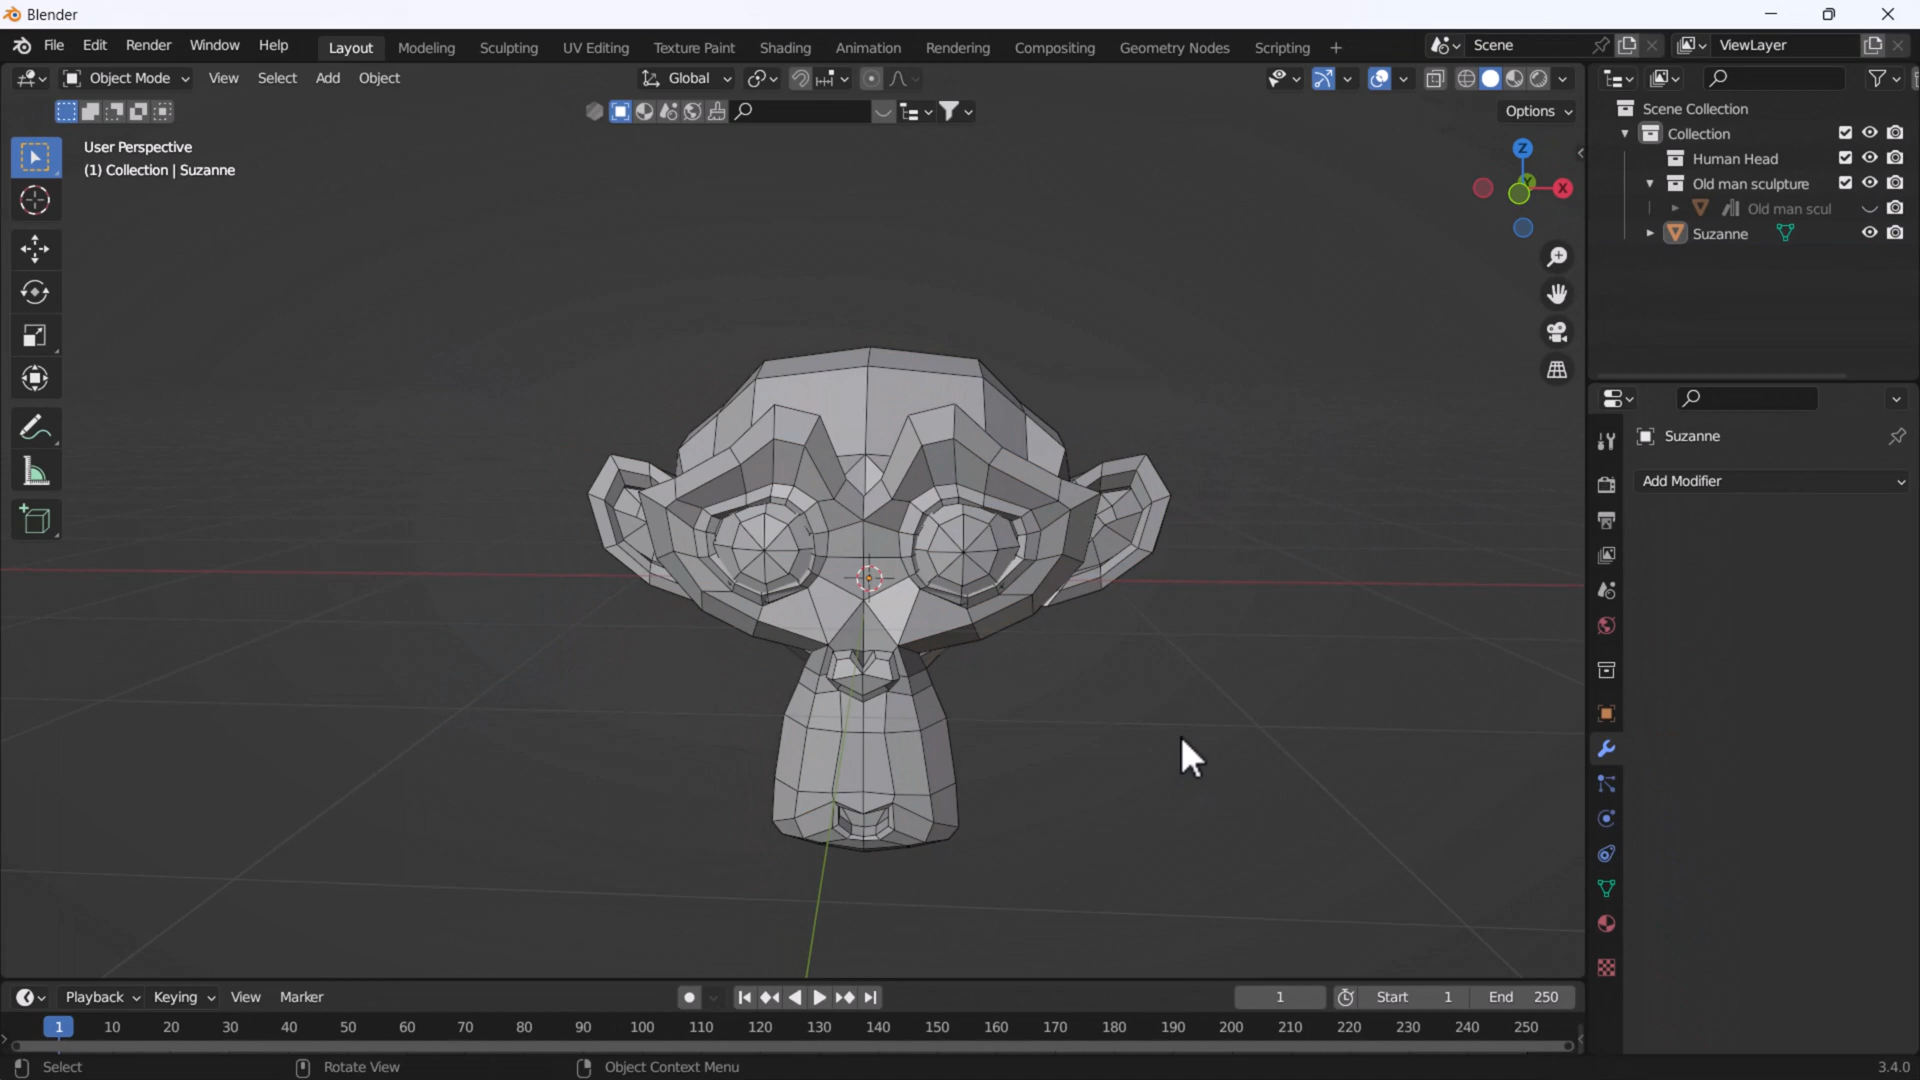 Blender
File Edit Render Window Help Layout Modeling Sculpting UV Editing Texture Paint Shading Animation Rendering Compositing Geometry Nodes Scripting + Scene ViewLayer
Object Mode View Select Add Object Global
Options
User Perspective
(1) Collection | Suzanne
Z
Y
X
Scene Collection
Collection
Human Head
Old man sculpture
Old man scul
Suzanne
Suzanne
Add Modifier
Playback Keying View Marker 1 Start 1 End 250
1 10 20 30 40 50 60 70 80 90 100 110 120 130 140 150 160 170 180 190 200 210 220 230 240 250
Select Rotate View Object Context Menu 3.4.0